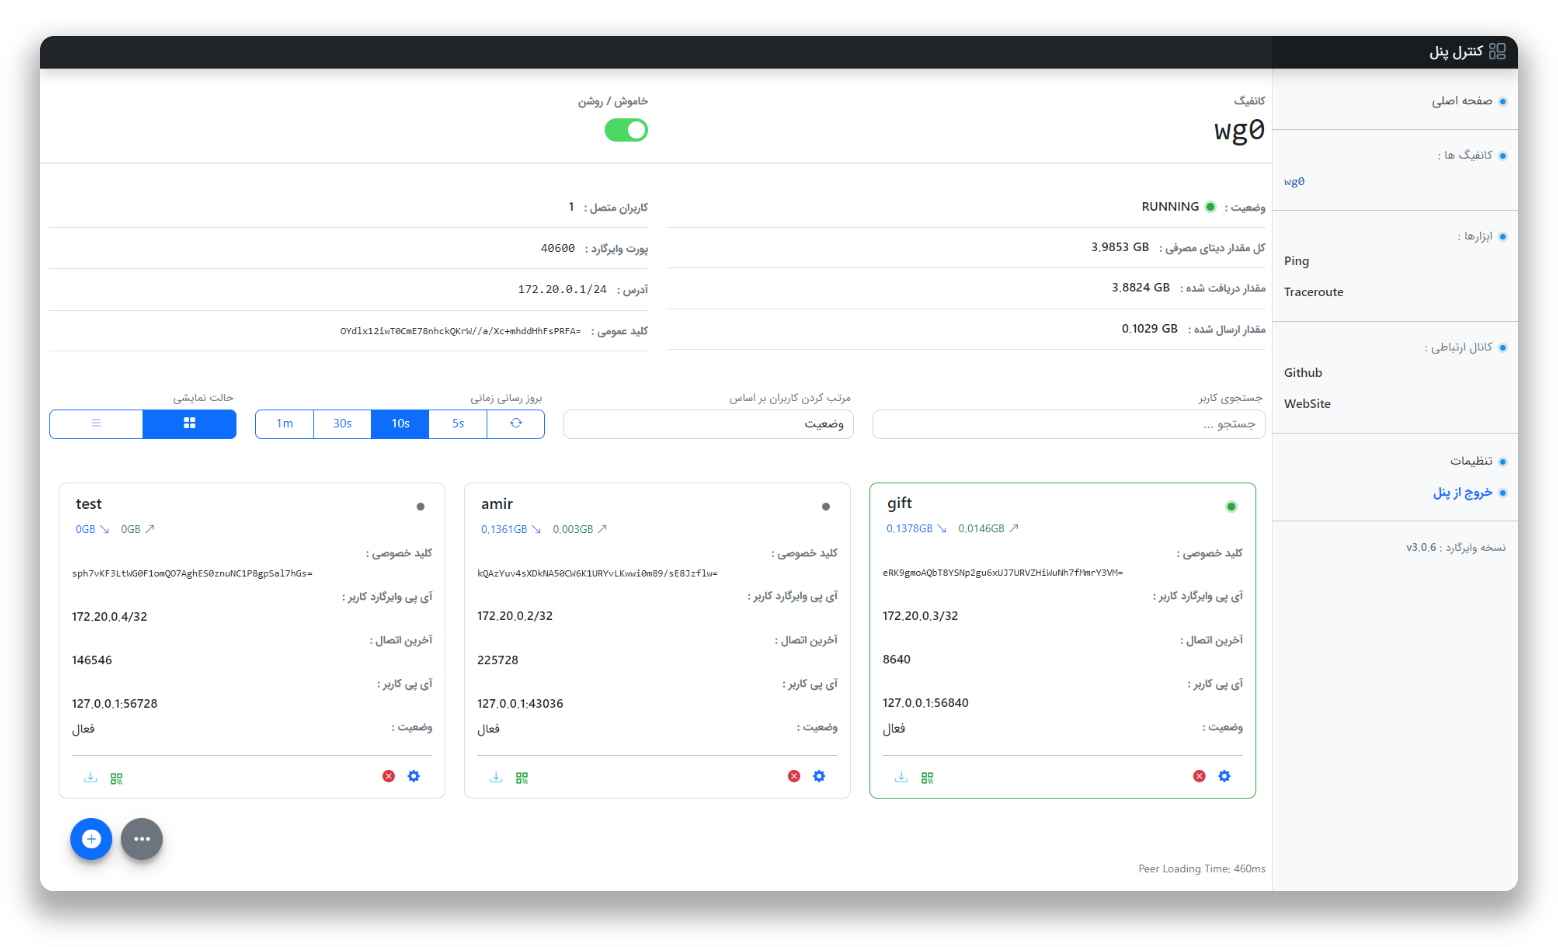 کنترل پنل
صفحه اصلی
کانفیگ ها :
wg0
ابزارها :
Ping
Traceroute
کانال ارتباطی :
Github
WebSite
تنظیمات
خروج از پنل
نسخه وایرگارد : v3.0.6
کانفیگ
wg0
خاموش / روشن
وضعیت : RUNNING
کل مقدار دیتای مصرفی : 3.9853 GB
مقدار دریافت شده : 3.8824 GB
مقدار ارسال شده : 0.1029 GB
کاربران متصل : 1
پورت وایرگارد : 40600
آدرس : 172.20.0.1/24
کلید عمومی : OYdlx12iwT0CmE78nhckQKrW//a/Xc+mhddHhFsPRFA=
جستجوی کاربر
جستجو ...
مرتب کردن کاربران بر اساس
وضعیت
بروز رسانی زمانی
1m 30s 10s 5s
حالت نمایشی
gift
0.1378GB 0.0146GB
کلید خصوصی :
eRK9gmoAQbT8YSNp2gu6xUJ7URVZHiWuNh7fMmrY3VM=
آی پی وایرگارد کاربر :
172.20.0.3/32
آخرین اتصال :
8640
آی پی کاربر :
127.0.0.1:56840
وضعیت :
فعال
amir
0.1361GB 0.003GB
کلید خصوصی :
kQAzYuv4sXDkNA50CW6K1URYvLKwwi0m89/sE8Jzflw=
آی پی وایرگارد کاربر :
172.20.0.2/32
آخرین اتصال :
225728
آی پی کاربر :
127.0.0.1:43036
وضعیت :
فعال
test
0GB 0GB
کلید خصوصی :
sph7vKF3LtWG0F1omQO7AghES0znuNC1P8gpSal7hGs=
آی پی وایرگارد کاربر :
172.20.0.4/32
آخرین اتصال :
146546
آی پی کاربر :
127.0.0.1:56728
وضعیت :
فعال
Peer Loading Time: 460ms